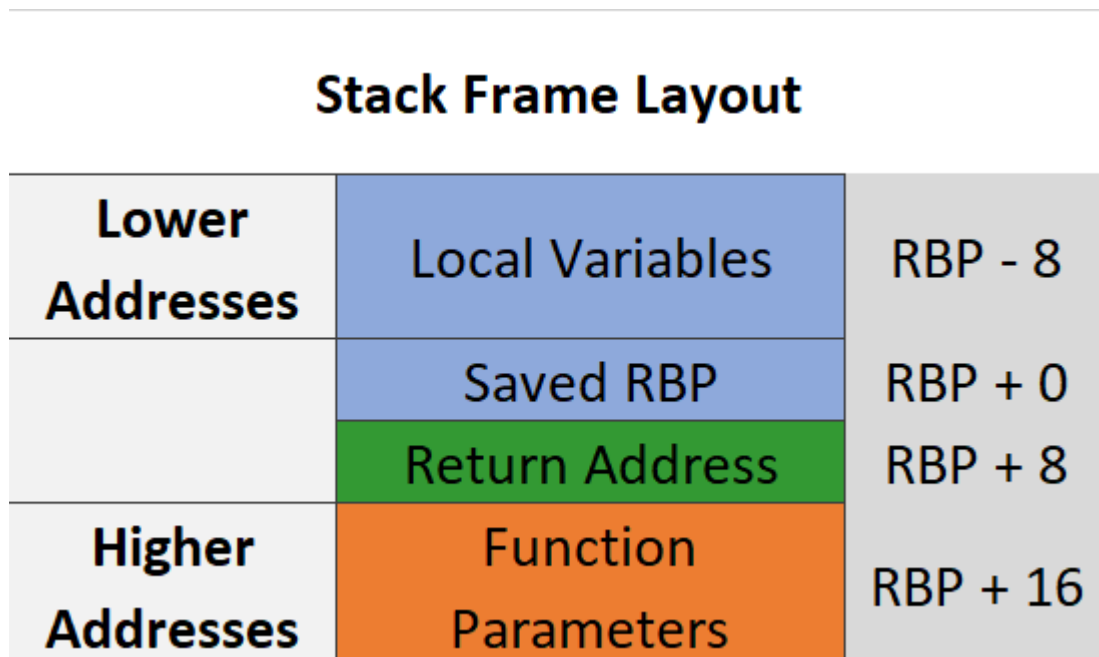 Stack Frame Layout
Lower
Addresses
Local Variables
RBP - 8
Saved RBP
RBP + 0
Return Address
RBP + 8
Higher
Addresses
Function
Parameters
RBP + 16